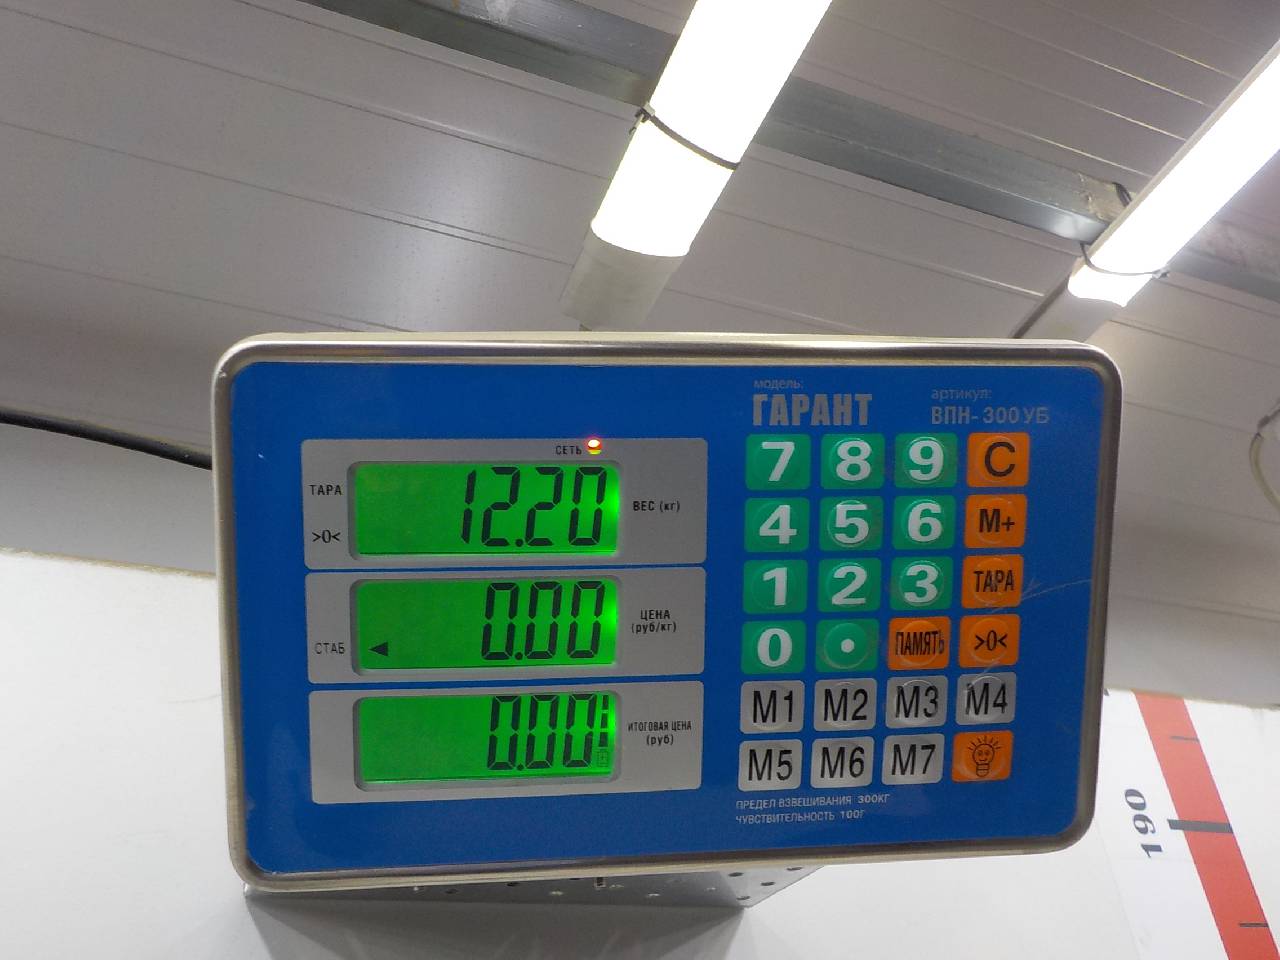 модель:
ГАРАНТ
артикул:
ВПН-300УБ
СЕТЬ
ТАРА
>0<
12.20
ВЕС (кг)
СТАБ
0.00
ЦЕНА
(руб/кг)
0.00
ИТОГОВАЯ ЦЕНА
(руб)
7 8 9 C
4 5 6 M+
1 2 3 ТАРА
0 . ПАМЯТЬ >0<
M1 M2 M3 M4
M5 M6 M7
ПРЕДЕЛ ВЗВЕШИВАНИЯ 300КГ
ЧУВСТВИТЕЛЬНОСТЬ 100Г
190